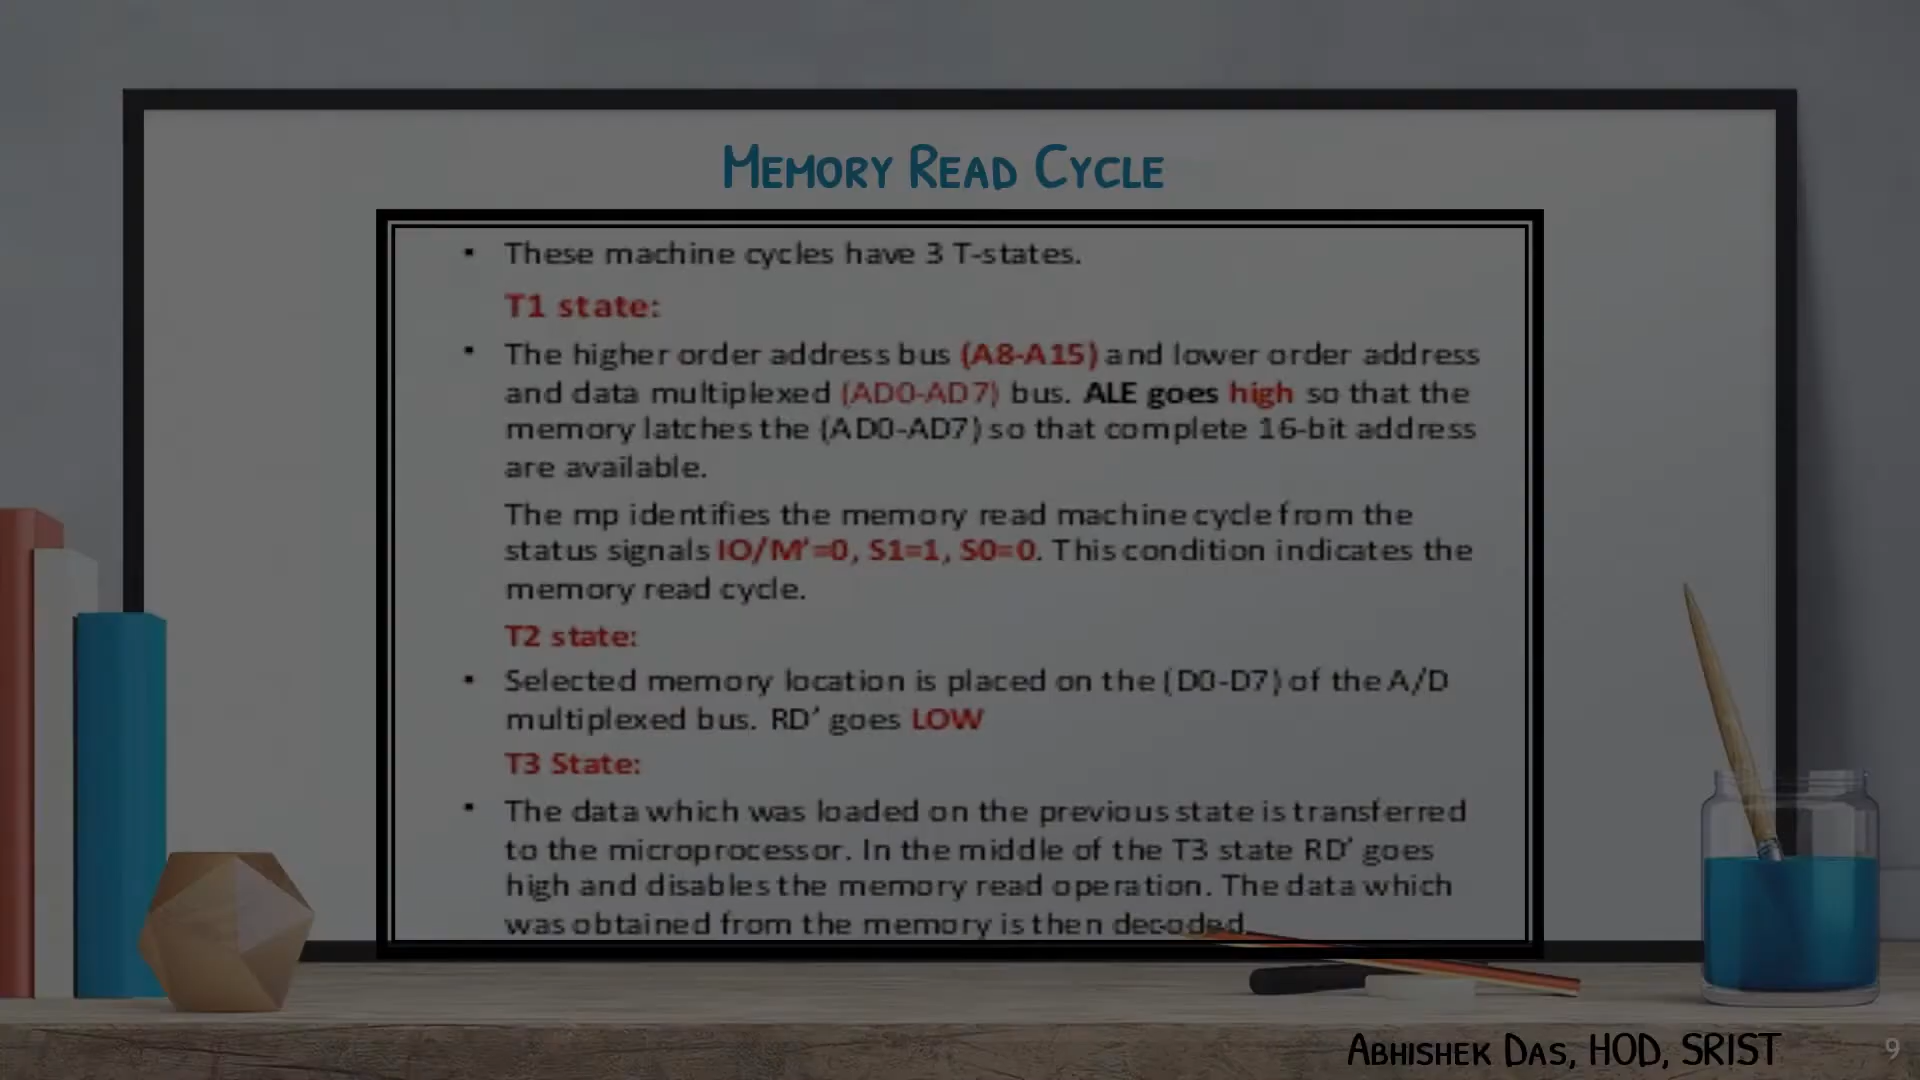 MEMORY READ CYCLE
These machine cycles have 3 T-states.
T1 state:
The higher order address bus (A8-A15) and lower order address
and data multiplexed (AD0-AD7) bus. ALE goes high so that the
memory latches the (AD0-AD7) so that complete 16-bit address
are available.
The mp identifies the memory read machine cycle from the
status signals IO/M'=0, S1=1, S0=0. This condition indicates the
memory read cycle.
T2 state:
Selected memory location is placed on the (D0-D7) of the A/D
multiplexed bus. RD' goes LOW
T3 State:
The data which was loaded on the previous state is transferred
to the microprocessor. In the middle of the T3 state RD' goes
high and disables the memory read operation. The data which
was obtained from the memory is then decoded.
ABHISHEK DAS, HOD, SRIST
9